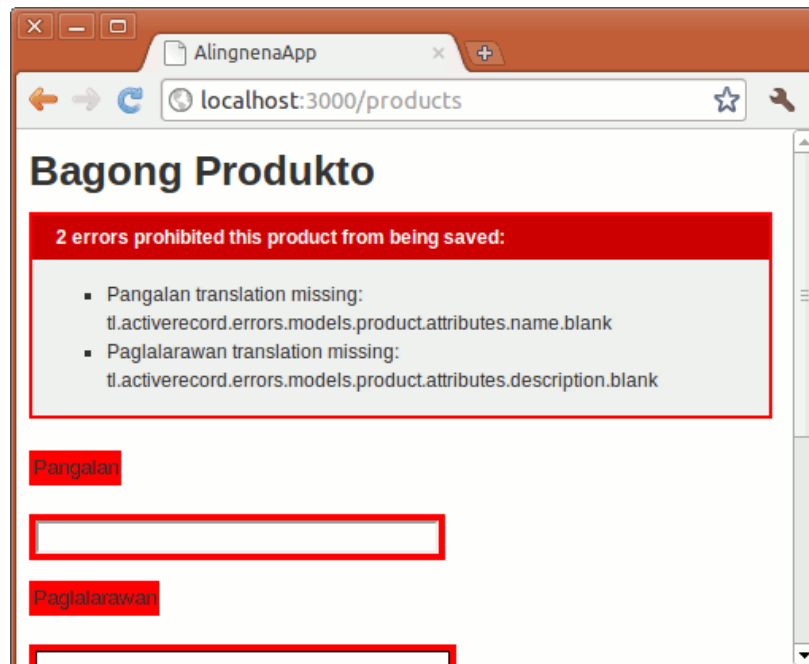 AlingnenaApp
localhost:3000/products
Bagong Produkto
2 errors prohibited this product from being saved:
Pangalan translation missing:
tl.activerecord.errors.models.product.attributes.name.blank
Paglalarawan translation missing:
tl.activerecord.errors.models.product.attributes.description.blank
Pangalan
Paglalarawan